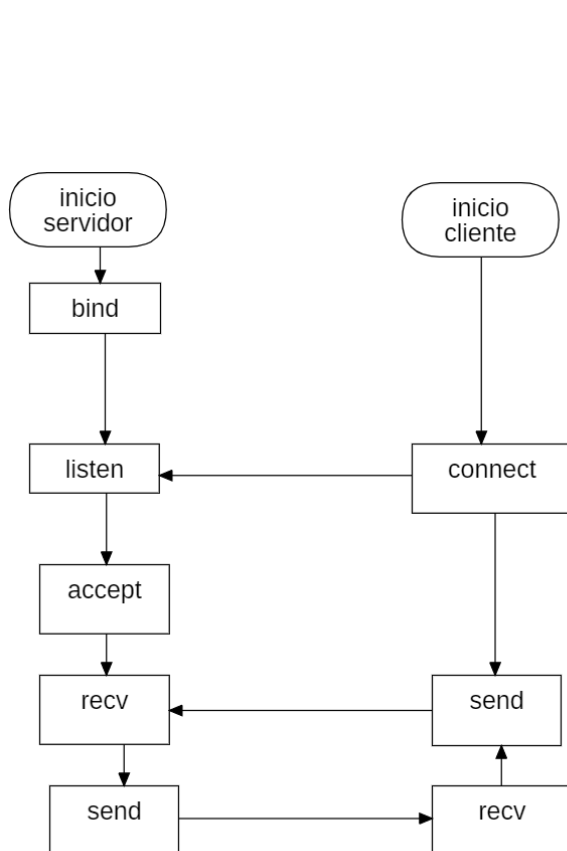 inicio
servidor
inicio
cliente
bind
listen
connect
accept
recv
send
send
recv